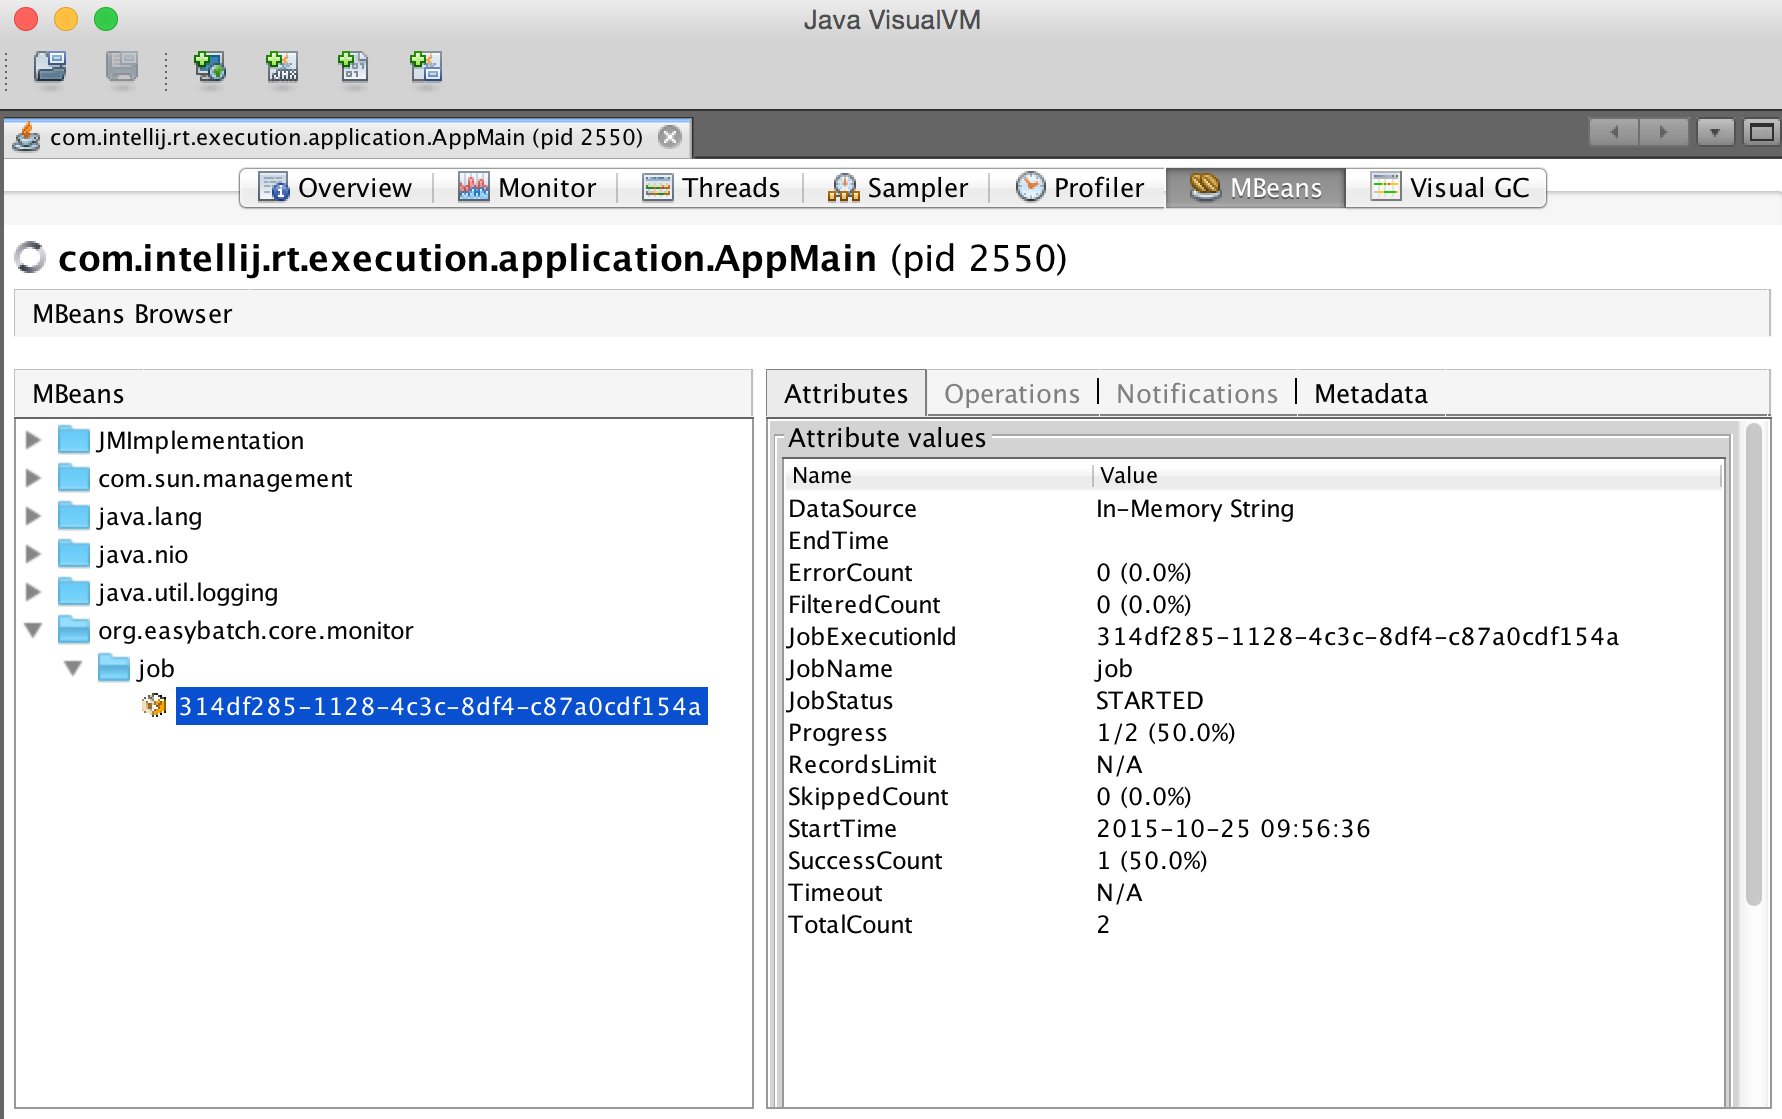 Java VisualVM
JMX
com.intellij.rt.execution.application.AppMain (pid 2550)
Overview Monitor Threads Sampler Profiler MBeans Visual GC
com.intellij.rt.execution.application.AppMain (pid 2550)
MBeans Browser
MBeans
JMImplementation
com.sun.management
java.lang
java.nio
java.util.logging
org.easybatch.core.monitor
job
314df285-1128-4c3c-8df4-c87a0cdf154a
Attributes Operations Notifications Metadata
Attribute values
Name Value
DataSource In-Memory String
EndTime
ErrorCount 0 (0.0%)
FilteredCount 0 (0.0%)
JobExecutionId 314df285-1128-4c3c-8df4-c87a0cdf154a
JobName job
JobStatus STARTED
Progress 1/2 (50.0%)
RecordsLimit N/A
SkippedCount 0 (0.0%)
StartTime 2015-10-25 09:56:36
SuccessCount 1 (50.0%)
Timeout N/A
TotalCount 2